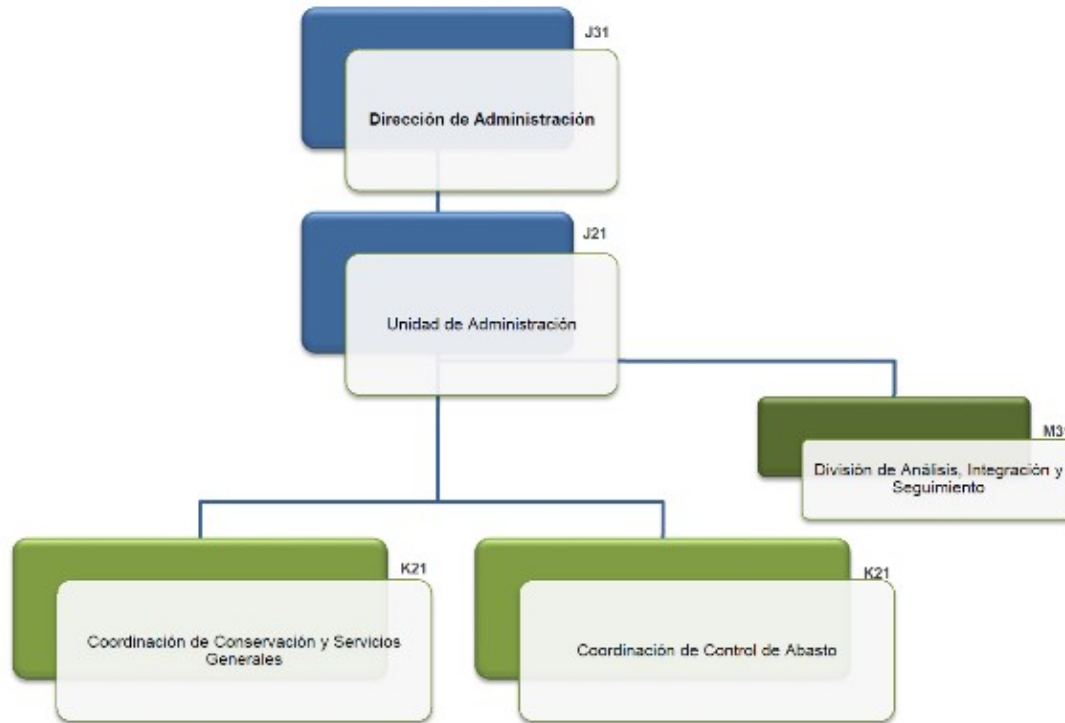 J31
Dirección de Administración
J21
Unidad de Administración
M31
División de Análisis, Integración y
Seguimiento
K21
Coordinación de Conservación y Servicios
Generales
K21
Coordinación de Control de Abasto